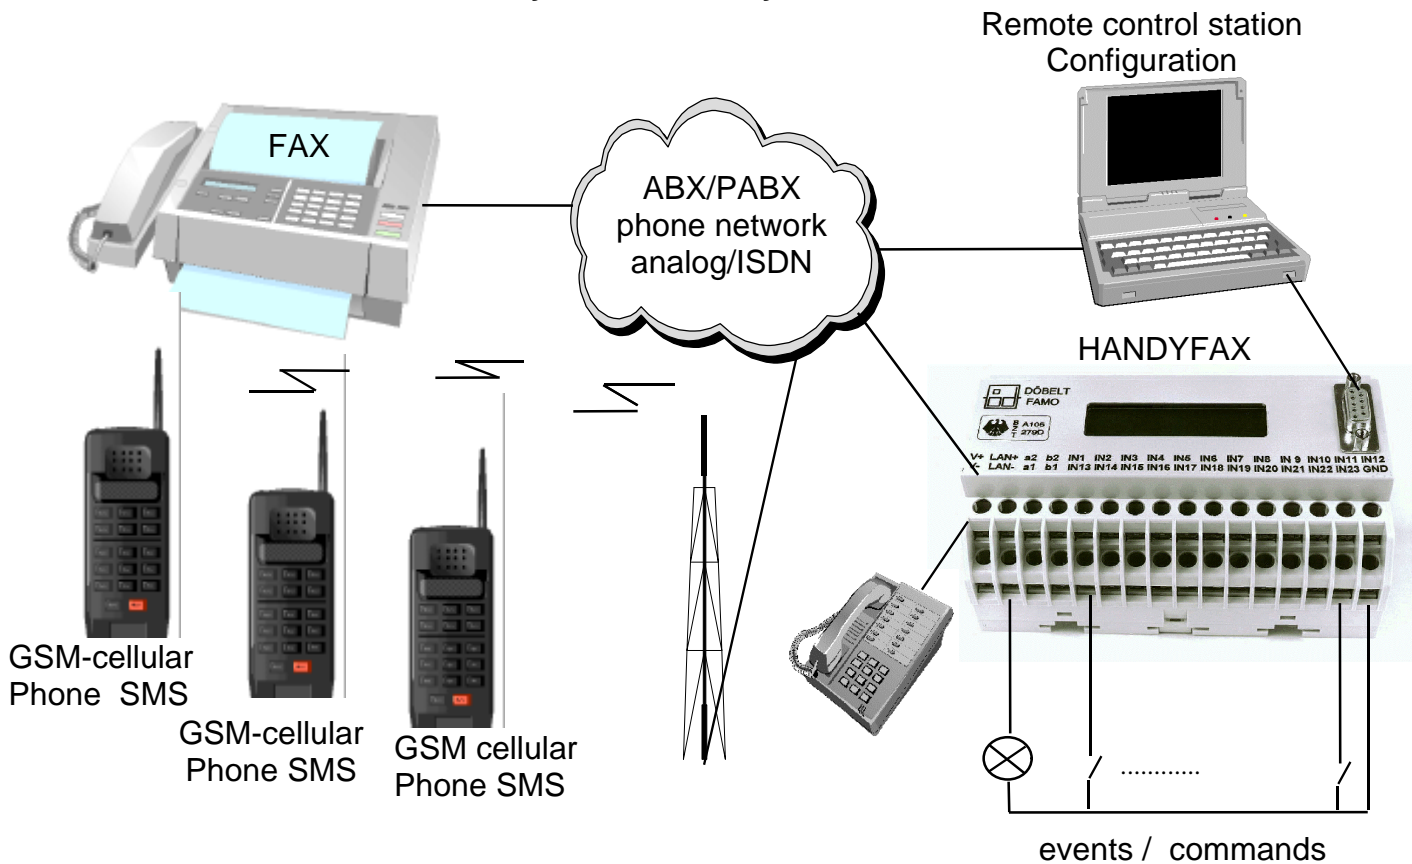 Remote control station
Configuration
FAX
ABX/PABX
phone network
analog/ISDN
HANDYFAX
DÖBELT
FAMO
BZT
A106
279D
V+ LAN+ a2 b2 IN1 IN2 IN3 IN4 IN5 IN6 IN7 IN8 IN 9 IN10 IN11 IN12
LAN- a1 b1 IN13 IN14 IN15 IN16 IN17 IN18 IN19 IN20 IN21 IN22 IN23 GND
GSM-cellular
Phone SMS
GSM-cellular
Phone SMS
GSM cellular
Phone SMS
events / commands